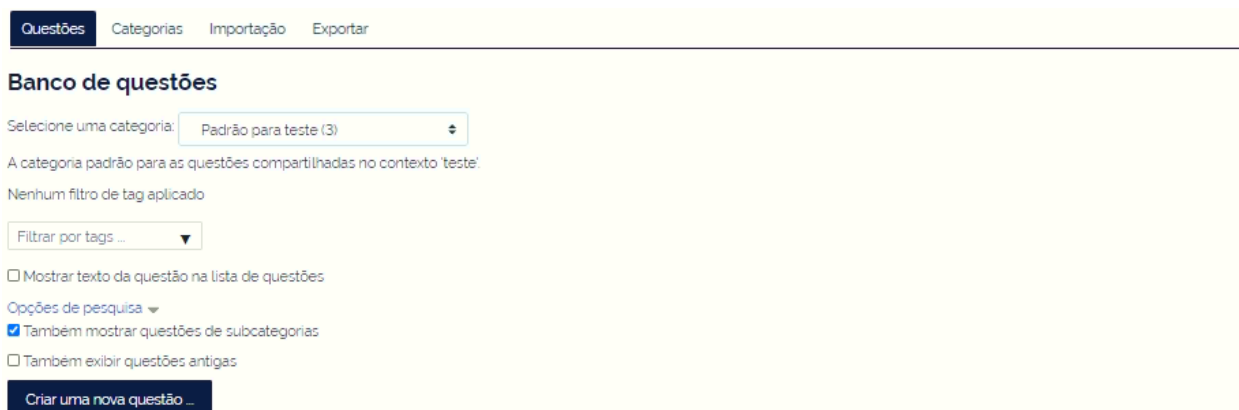 Questões Categorias Importação Exportar
Banco de questões
Selecione uma categoria: Padrão para teste (3)
A categoria padrão para as questões compartilhadas no contexto 'teste'.
Nenhum filtro de tag aplicado
Filtrar por tags ...
Mostrar texto da questão na lista de questões
Opções de pesquisa
Também mostrar questões de subcategorias
Também exibir questões antigas
Criar uma nova questão ...